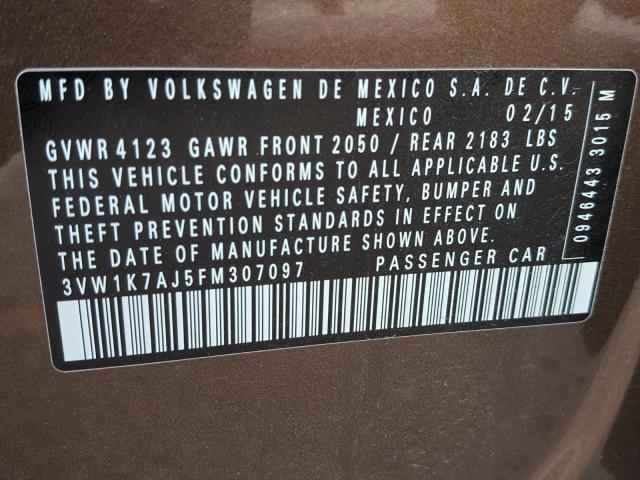 MFD BY VOLKSWAGEN DE MEXICO S.A. DE C.V.
MEXICO 02/15
GVWR 4123 GAWR FRONT 2050 / REAR 2183 LBS
THIS VEHICLE CONFORMS TO ALL APPLICABLE U.S.
FEDERAL MOTOR VEHICLE SAFETY, BUMPER AND
THEFT PREVENTION STANDARDS IN EFFECT ON
THE DATE OF MANUFACTURE SHOWN ABOVE.
3VW1K7AJ5FM307097 PASSENGER CAR
0946443 3015 M